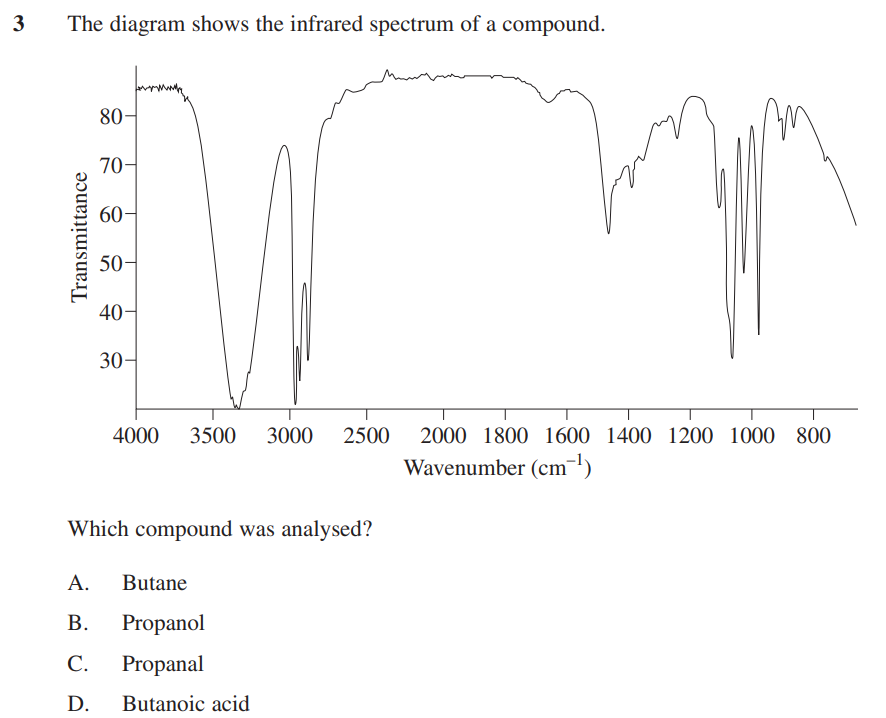 3 The diagram shows the infrared spectrum of a compound.
80
70
60
50
40
30
Transmittance
4000 3500 3000 2500 2000 1800 1600 1400 1200 1000 800
Wavenumber (cm⁻¹)
Which compound was analysed?
A. Butane
B. Propanol
C. Propanal
D. Butanoic acid